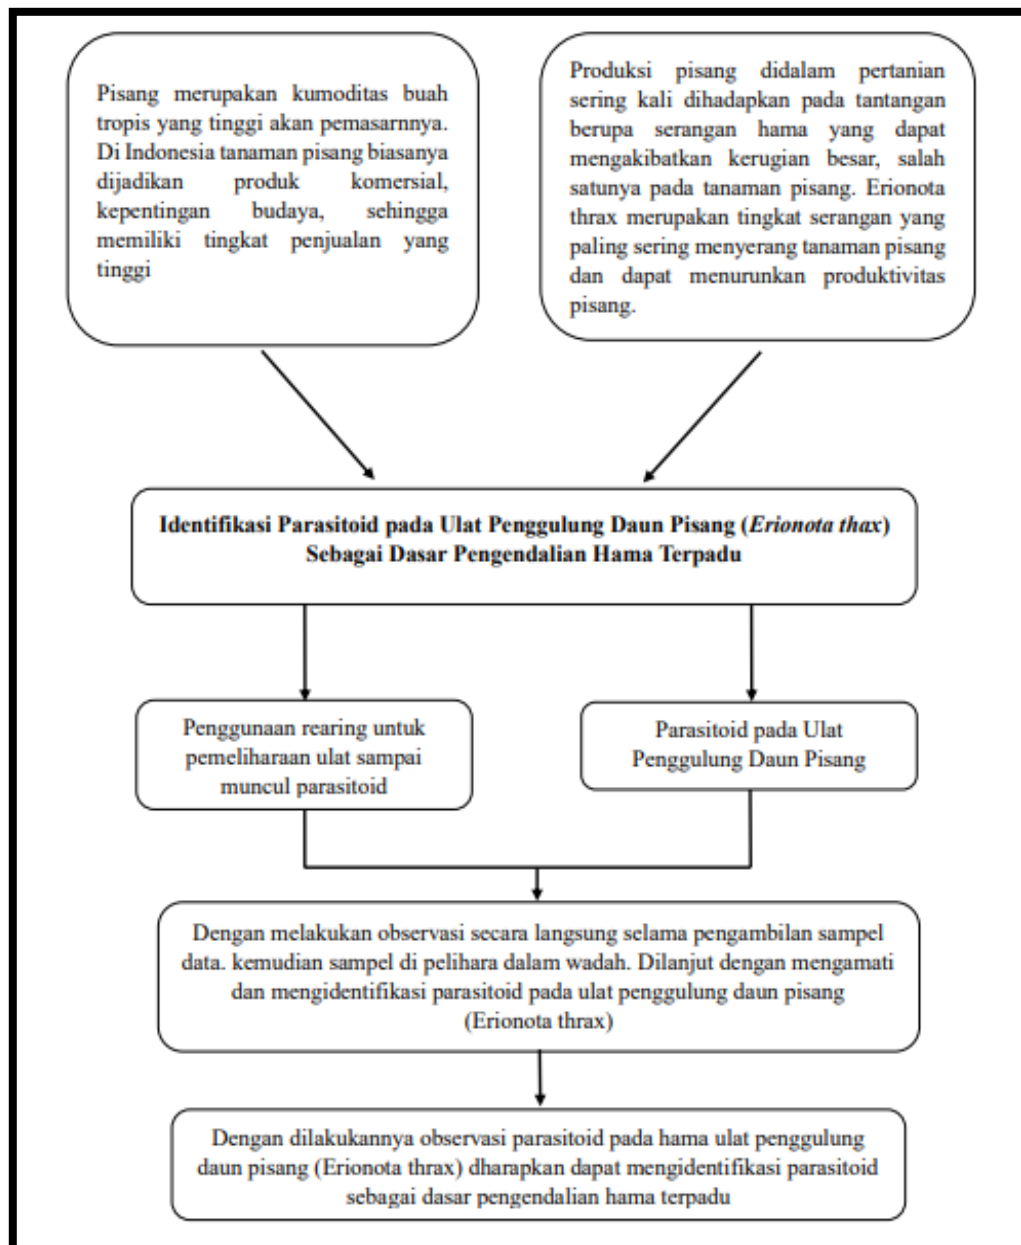 Pisang merupakan kumoditas buah
tropis yang tinggi akan pemasarnnya.
Di Indonesia tanaman pisang biasanya
dijadikan produk komersial,
kepentingan budaya, sehingga
memiliki tingkat penjualan yang
tinggi
Produksi pisang didalam pertanian
sering kali dihadapkan pada tantangan
berupa serangan hama yang dapat
mengakibatkan kerugian besar, salah
satunya pada tanaman pisang. Erionota
thrax merupakan tingkat serangan yang
paling sering menyerang tanaman pisang
dan dapat menurunkan produktivitas
pisang.
Identifikasi Parasitoid pada Ulat Penggulung Daun Pisang (Erionota thax)
Sebagai Dasar Pengendalian Hama Terpadu
Penggunaan rearing untuk
pemeliharaan ulat sampai
muncul parasitoid
Parasitoid pada Ulat
Penggulung Daun Pisang
Dengan melakukan observasi secara langsung selama pengambilan sampel
data. kemudian sampel di pelihara dalam wadah. Dilanjut dengan mengamati
dan mengidentifikasi parasitoid pada ulat penggulung daun pisang
(Erionota thrax)
Dengan dilakukannya observasi parasitoid pada hama ulat penggulung
daun pisang (Erionota thrax) dharapkan dapat mengidentifikasi parasitoid
sebagai dasar pengendalian hama terpadu